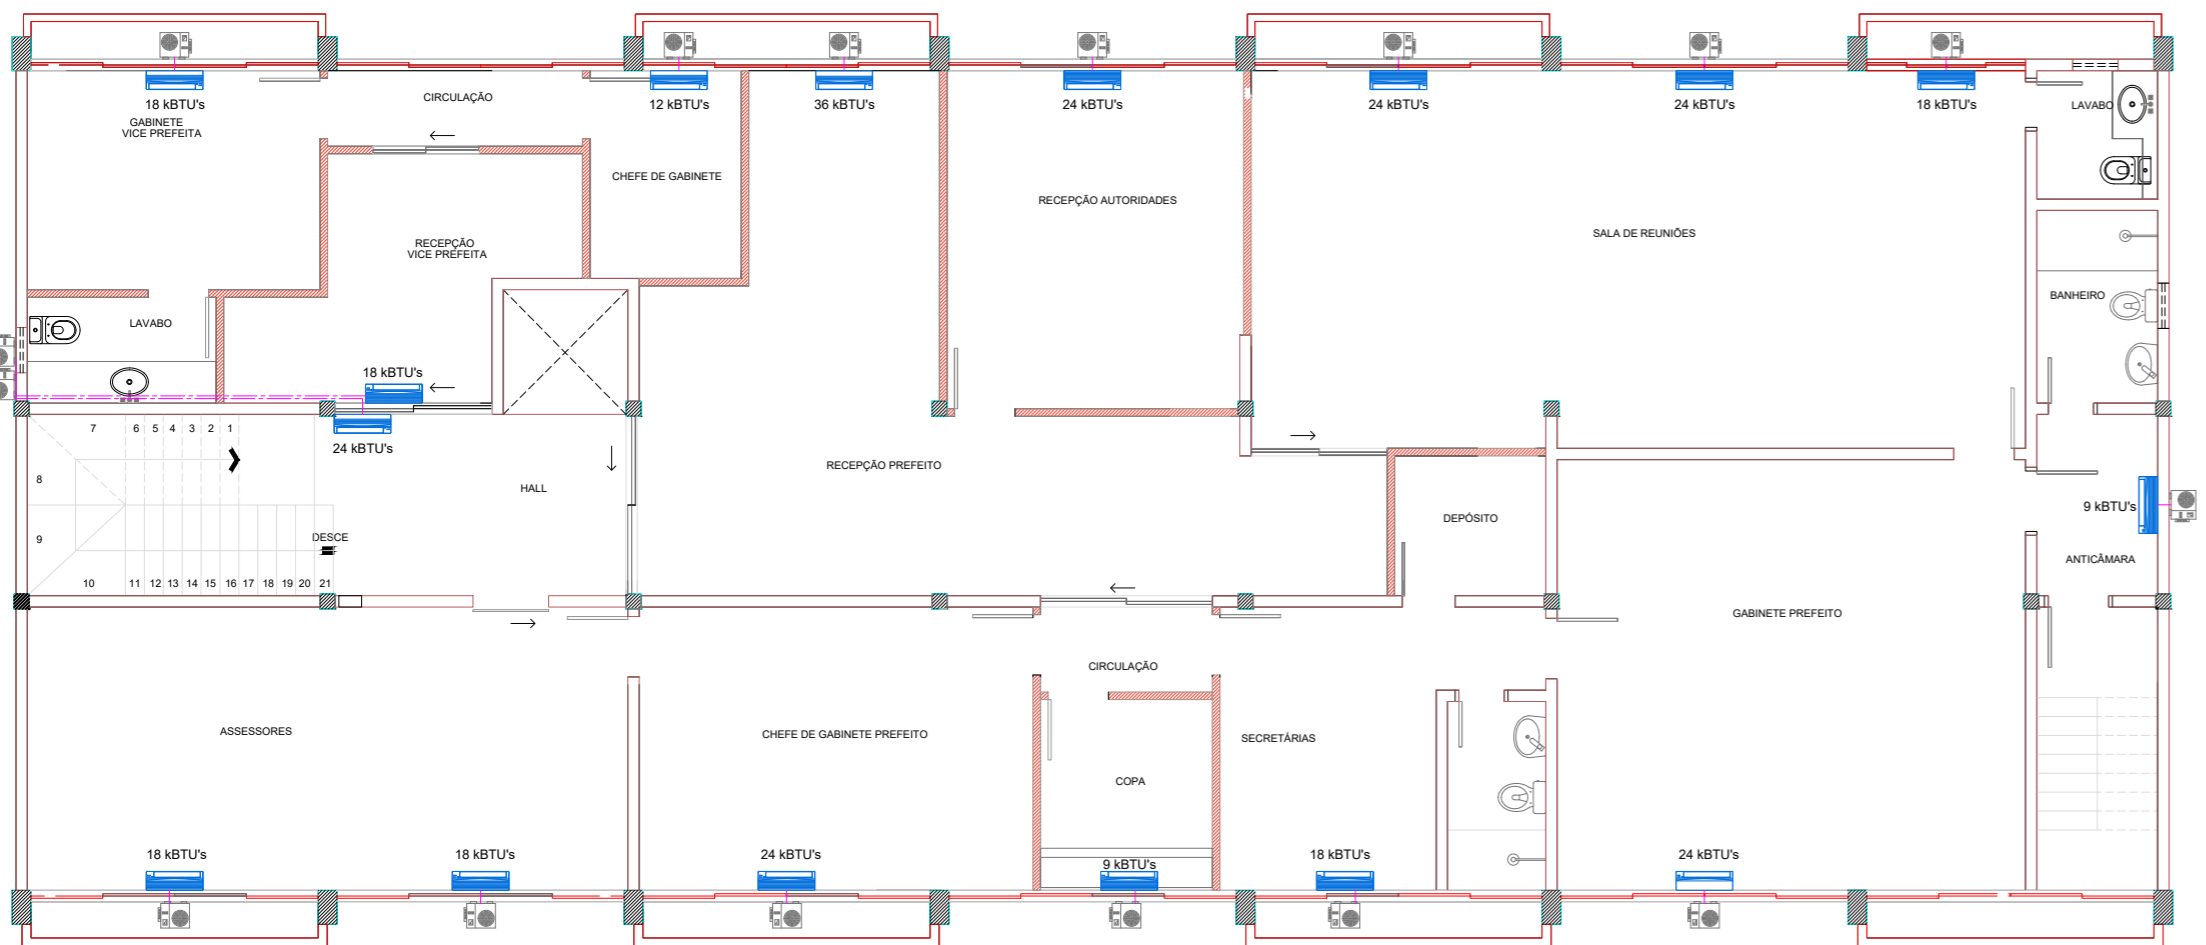 18 kBTU's
12 kBTU's
36 kBTU's
24 kBTU's
24 kBTU's
24 kBTU's
18 kBTU's
CIRCULAÇÃO
LAVABO
GABINETE
VICE PREFEITA
CHEFE DE GABINETE
RECEPÇÃO AUTORIDADES
SALA DE REUNIÕES
RECEPÇÃO
VICE PREFEITA
BANHEIRO
LAVABO
18 kBTU's
24 kBTU's
7 6 5 4 3 2 1
8
9
10 11 12 13 14 15 16 17 18 19 20 21
DESCE
HALL
RECEPÇÃO PREFEITO
DEPÓSITO
9 kBTU's
ANTICÂMARA
GABINETE PREFEITO
CIRCULAÇÃO
ASSESSORES
CHEFE DE GABINETE PREFEITO
SECRETÁRIAS
COPA
18 kBTU's
18 kBTU's
24 kBTU's
9 kBTU's
18 kBTU's
24 kBTU's